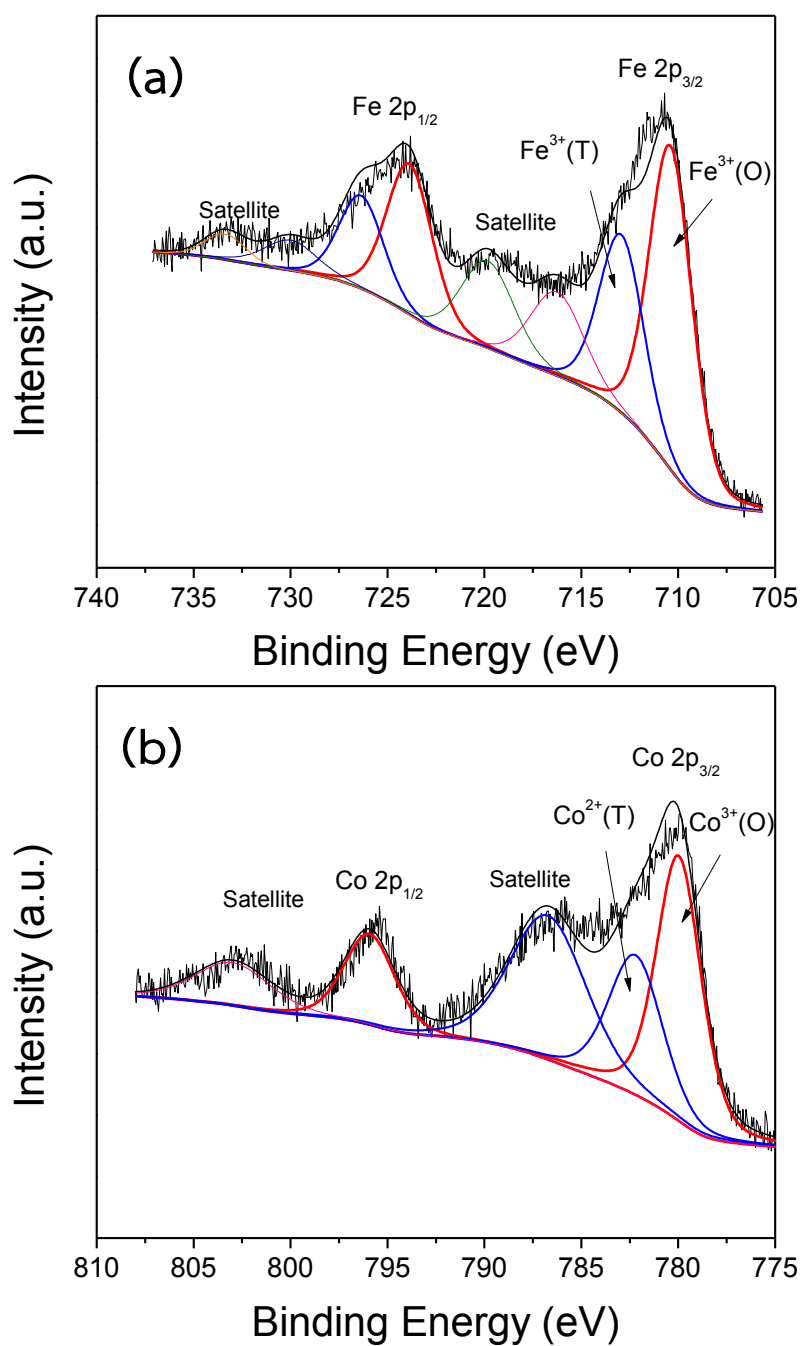 (a)
Fe 2p3/2
Fe 2p1/2
Fe3+(T)
Fe3+(O)
Satellite
Satellite
Intensity (a.u.)
740 735 730 725 720 715 710 705
Binding Energy (eV)
(b)
Co 2p3/2
Co2+(T)
Co3+(O)
Co 2p1/2
Satellite
Satellite
Intensity (a.u.)
810 805 800 795 790 785 780 775
Binding Energy (eV)